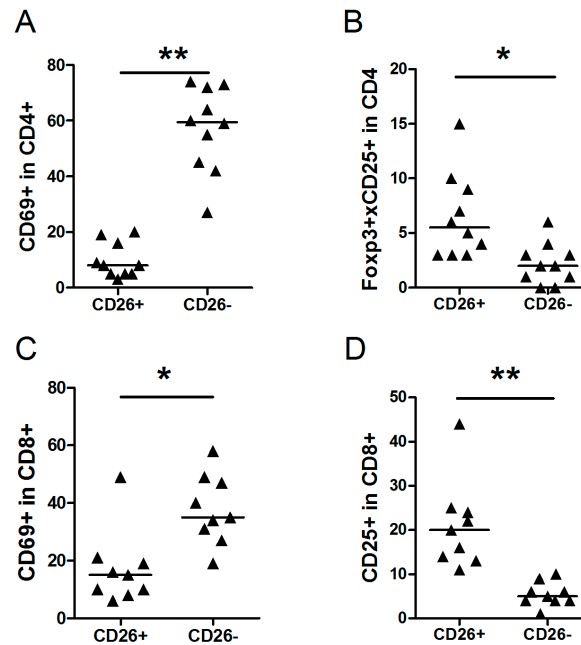 A
**
CD69+ in CD4+
80
60
40
20
0
CD26+ CD26-
B
*
Foxp3+xCD25+ in CD4
20
15
10
5
0
CD26+ CD26-
C
*
CD69+ in CD8+
80
60
40
20
0
CD26+ CD26-
D
**
CD25+ in CD8+
50
40
30
20
10
0
CD26+ CD26-